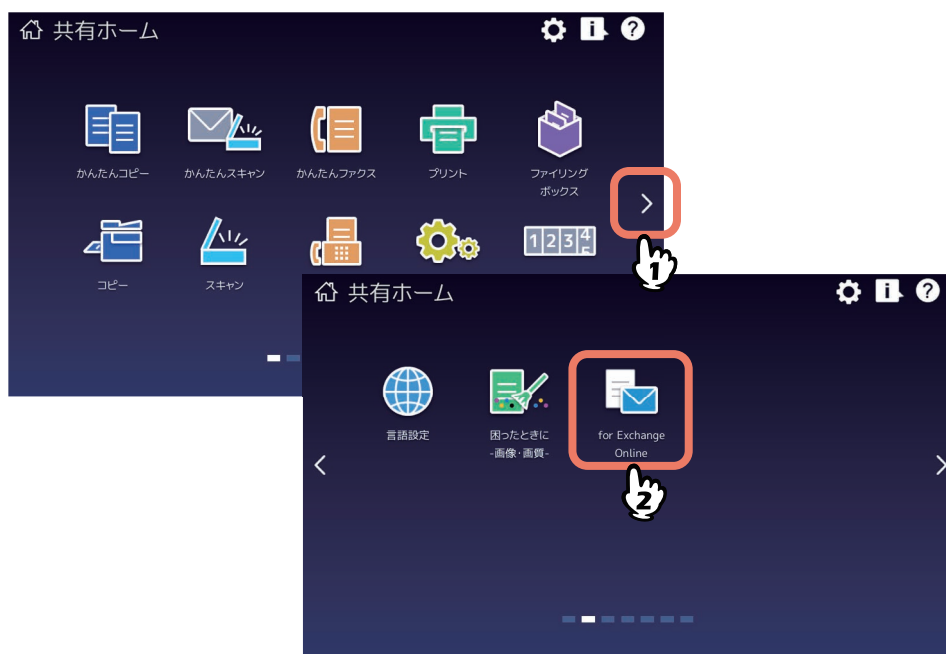 共有ホーム
かんたんコピー
かんたんスキャン
かんたんファクス
プリント
ファイリング
ボックス
1234
5
コピー
スキャン
1
共有ホーム
言語設定
困ったときに
-画像・画質-
for Exchange
Online
2